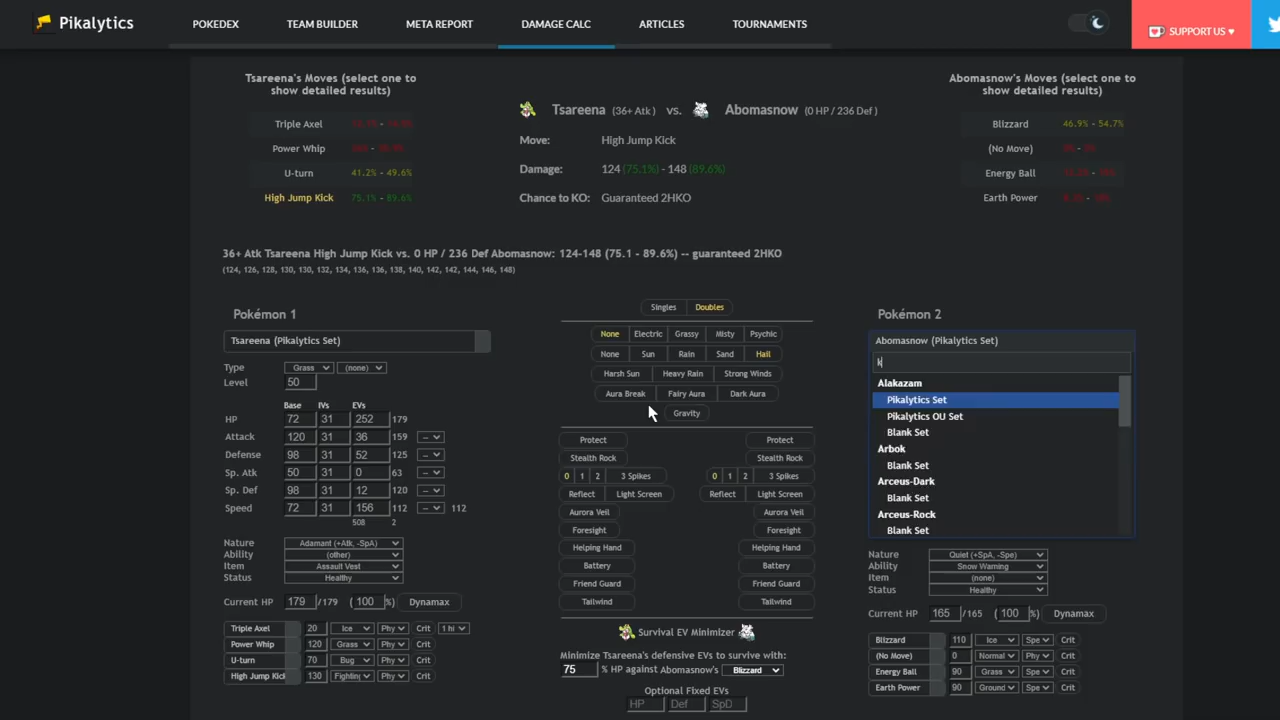 Pikalytics
POKEDEX TEAM BUILDER META REPORT DAMAGE CALC ARTICLES TOURNAMENTS
SUPPORT US ♥
Tsareena's Moves (select one to
show detailed results)
Triple Axel
Power Whip
U-turn 41.2% - 49.6%
High Jump Kick 75.1% - 89.6%
Tsareena (36+ Atk) vs. Abomasnow (0 HP / 236 Def )
Move: High Jump Kick
Damage: 124 (75.1%) - 148 (89.6%)
Chance to KO: Guaranteed 2HKO
Abomasnow's Moves (select one to
show detailed results)
Blizzard 46.9% - 54.7%
(No Move)
Energy Ball
Earth Power
36+ Atk Tsareena High Jump Kick vs. 0 HP / 236 Def Abomasnow: 124-148 (75.1 - 89.6%) -- guaranteed 2HKO
(124, 126, 128, 130, 130, 132, 134, 136, 136, 138, 140, 142, 142, 144, 146, 148)
Pokémon 1
Tsareena (Pikalytics Set)
Type Grass (none)
Level 50
Base IVs EVs
HP 72 31 252 179
Attack 120 31 36 159 --
Defense 98 31 52 125 --
Sp. Atk 50 31 0 63 --
Sp. Def 98 31 12 120 --
Speed 72 31 156 112 -- 112
508 2
Nature Adamant (+Atk, -SpA)
Ability (other)
Item Assault Vest
Status Healthy
Current HP 179 /179 ( 100 %) Dynamax
Triple Axel 20 Ice Phy Crit 1 hi
Power Whip 120 Grass Phy Crit
U-turn 70 Bug Phy Crit
High Jump Kick 130 Fighting Phy Crit
Singles Doubles
None Electric Grassy Misty Psychic
None Sun Rain Sand Hail
Harsh Sun Heavy Rain Strong Winds
Aura Break Fairy Aura Dark Aura
Gravity
Protect Protect
Stealth Rock Stealth Rock
0 1 2 3 Spikes 0 1 2 3 Spikes
Reflect Light Screen Reflect Light Screen
Aurora Veil Aurora Veil
Foresight Foresight
Helping Hand Helping Hand
Battery Battery
Friend Guard Friend Guard
Tailwind Tailwind
Survival EV Minimizer
Minimize Tsareena's defensive EVs to survive with:
75 % HP against Abomasnow's Blizzard
Optional Fixed EVs
HP Def SpD
Pokémon 2
Abomasnow (Pikalytics Set)
k
Alakazam
Pikalytics Set
Pikalytics OU Set
Blank Set
Arbok
Blank Set
Arceus-Dark
Blank Set
Arceus-Rock
Blank Set
Nature Quiet (+SpA, -Spe)
Ability Snow Warning
Item (none)
Status Healthy
Current HP 165 /165 ( 100 %) Dynamax
Blizzard 110 Ice Spe Crit
(No Move) 0 Normal Phy Crit
Energy Ball 90 Grass Spe Crit
Earth Power 90 Ground Spe Crit